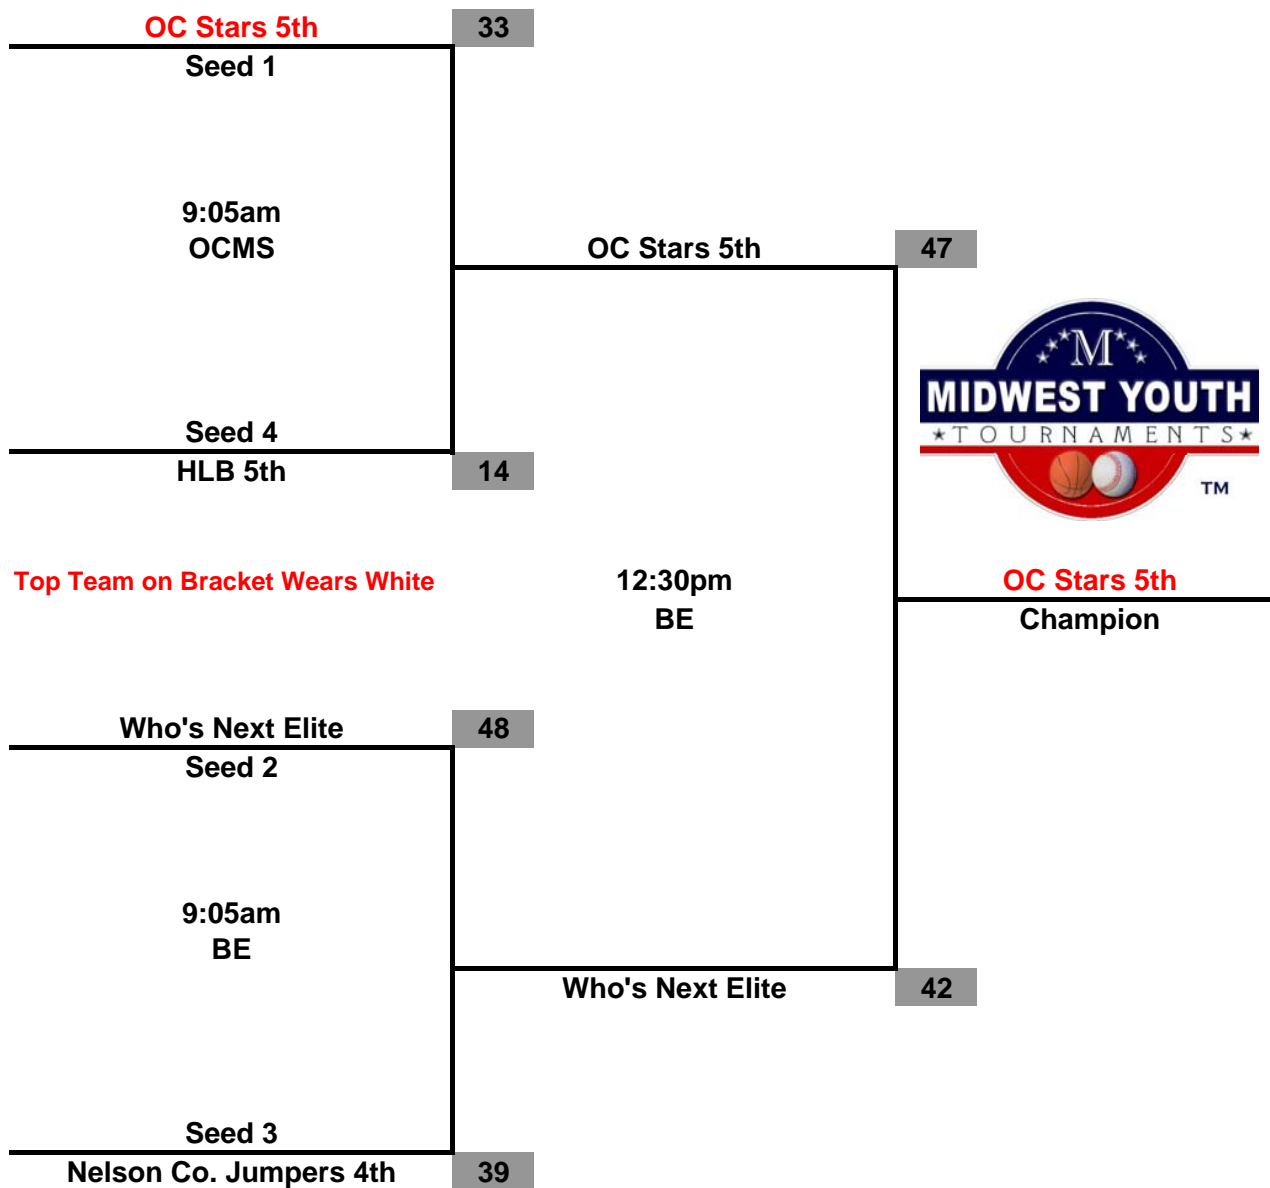 OC Stars 5th 33
Seed 1
9:05am
OCMS
OC Stars 5th 47
M
MIDWEST YOUTH
★TOURNAMENTS★
TM
Seed 4
HLB 5th 14
Top Team on Bracket Wears White
12:30pm
BE
OC Stars 5th
Champion
Who's Next Elite 48
Seed 2
9:05am
BE
Who's Next Elite 42
Seed 3
Nelson Co. Jumpers 4th 39